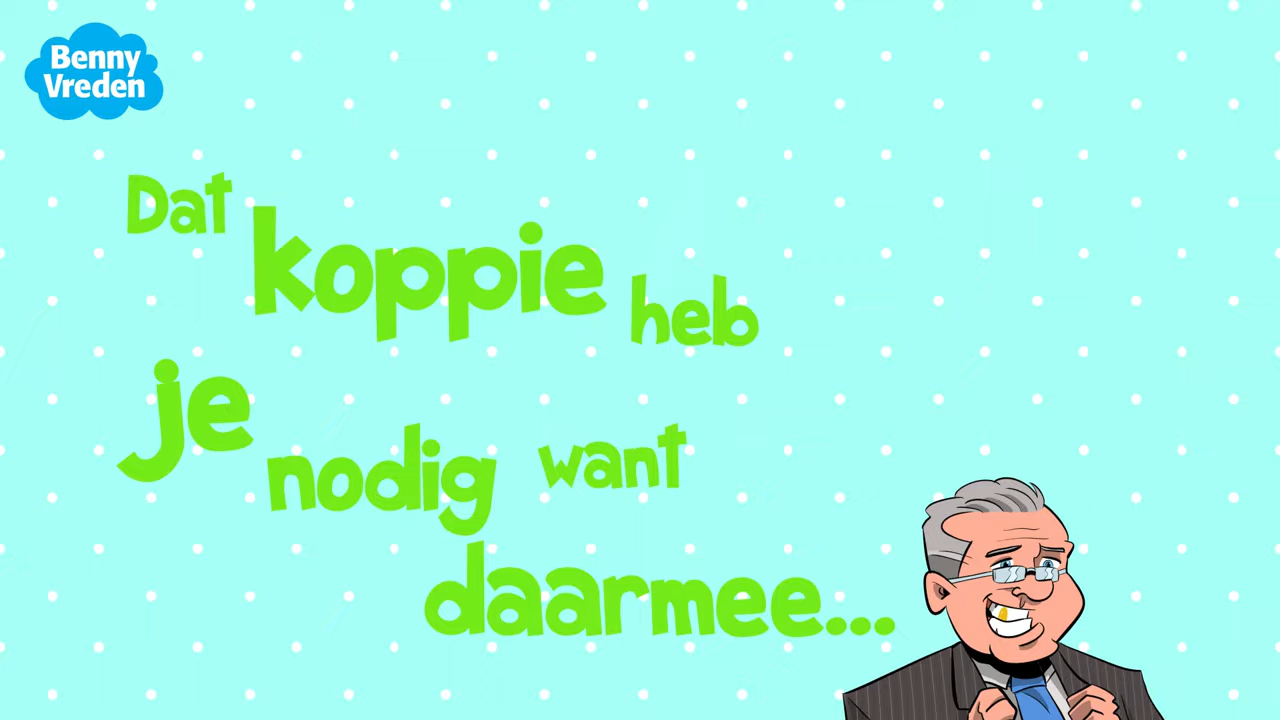 Benny
Vreden
Dat koppie heb
je nodig want
daarmee...